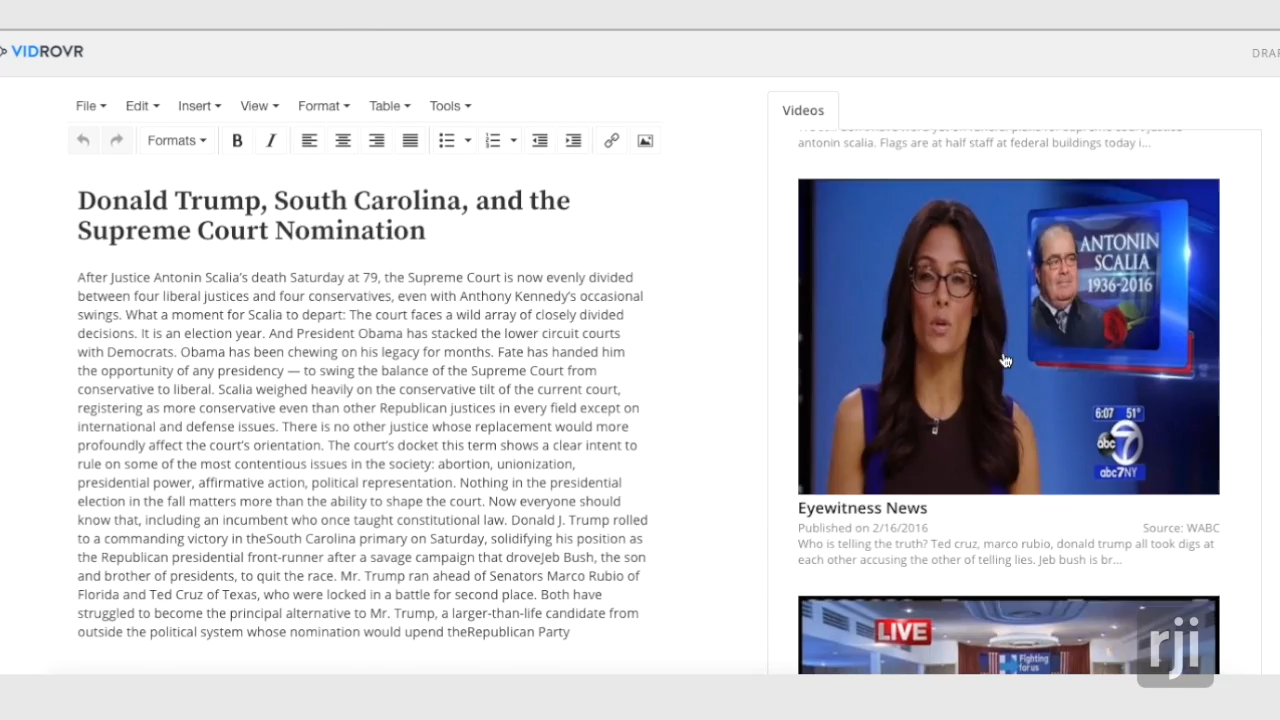 VIDROVR
DRAF
File Edit Insert View Format Table Tools
Formats B I
Donald Trump, South Carolina, and the
Supreme Court Nomination
After Justice Antonin Scalia's death Saturday at 79, the Supreme Court is now evenly divided
between four liberal justices and four conservatives, even with Anthony Kennedy's occasional
swings. What a moment for Scalia to depart: The court faces a wild array of closely divided
decisions. It is an election year. And President Obama has stacked the lower circuit courts
with Democrats. Obama has been chewing on his legacy for months. Fate has handed him
the opportunity of any presidency — to swing the balance of the Supreme Court from
conservative to liberal. Scalia weighed heavily on the conservative tilt of the current court,
registering as more conservative even than other Republican justices in every field except on
international and defense issues. There is no other justice whose replacement would more
profoundly affect the court's orientation. The court's docket this term shows a clear intent to
rule on some of the most contentious issues in the society: abortion, unionization,
presidential power, affirmative action, political representation. Nothing in the presidential
election in the fall matters more than the ability to shape the court. Now everyone should
know that, including an incumbent who once taught constitutional law. Donald J. Trump rolled
to a commanding victory in theSouth Carolina primary on Saturday, solidifying his position as
the Republican presidential front-runner after a savage campaign that droveJeb Bush, the son
and brother of presidents, to quit the race. Mr. Trump ran ahead of Senators Marco Rubio of
Florida and Ted Cruz of Texas, who were locked in a battle for second place. Both have
struggled to become the principal alternative to Mr. Trump, a larger-than-life candidate from
outside the political system whose nomination would upend theRepublican Party
Videos
antonin scalia. Flags are at half staff at federal buildings today i...
ANTONIN
SCALIA
1936-2016
6:07 51°
abc 7
abc7NY
Eyewitness News
Published on 2/16/2016 Source: WABC
Who is telling the truth? Ted cruz, marco rubio, donald trump all took digs at
each other accusing the other of telling lies. Jeb bush is br...
LIVE
Fighting
for us
rji